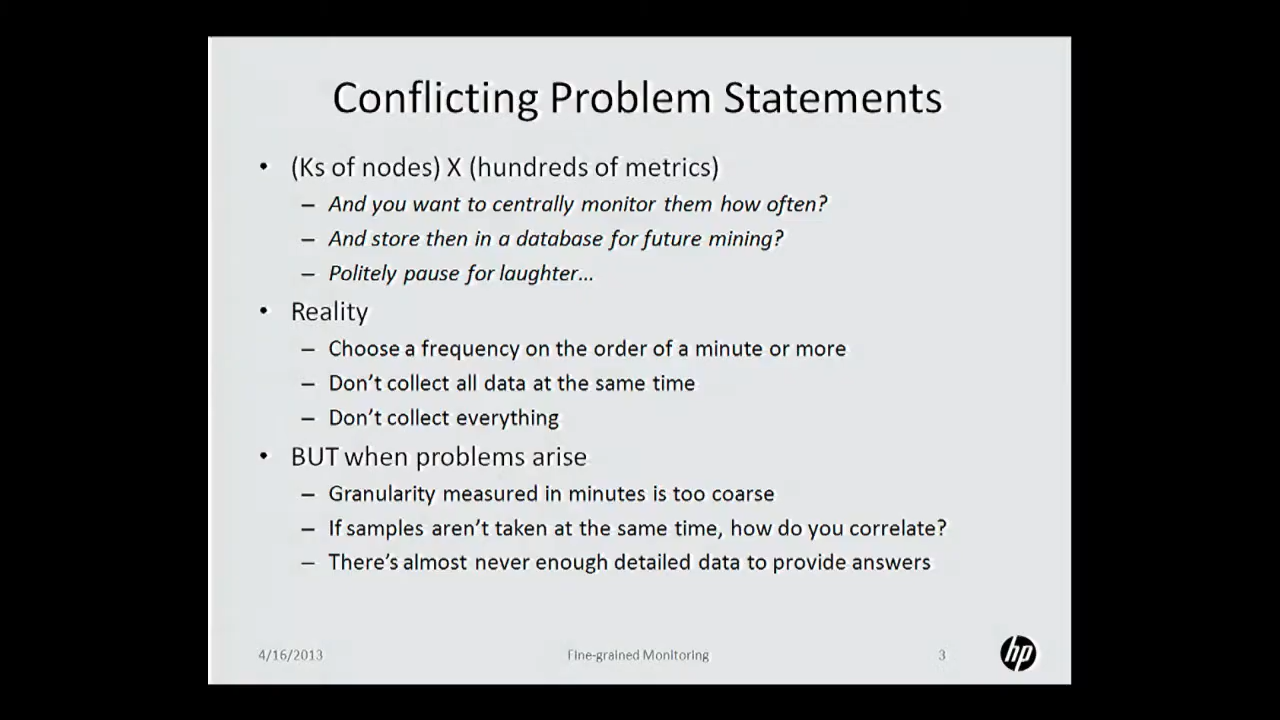 Conflicting Problem Statements
• (Ks of nodes) X (hundreds of metrics)
– And you want to centrally monitor them how often?
– And store then in a database for future mining?
– Politely pause for laughter…
• Reality
– Choose a frequency on the order of a minute or more
– Don't collect all data at the same time
– Don't collect everything
• BUT when problems arise
– Granularity measured in minutes is too coarse
– If samples aren't taken at the same time, how do you correlate?
– There's almost never enough detailed data to provide answers
4/16/2013 Fine-grained Monitoring 3 hp